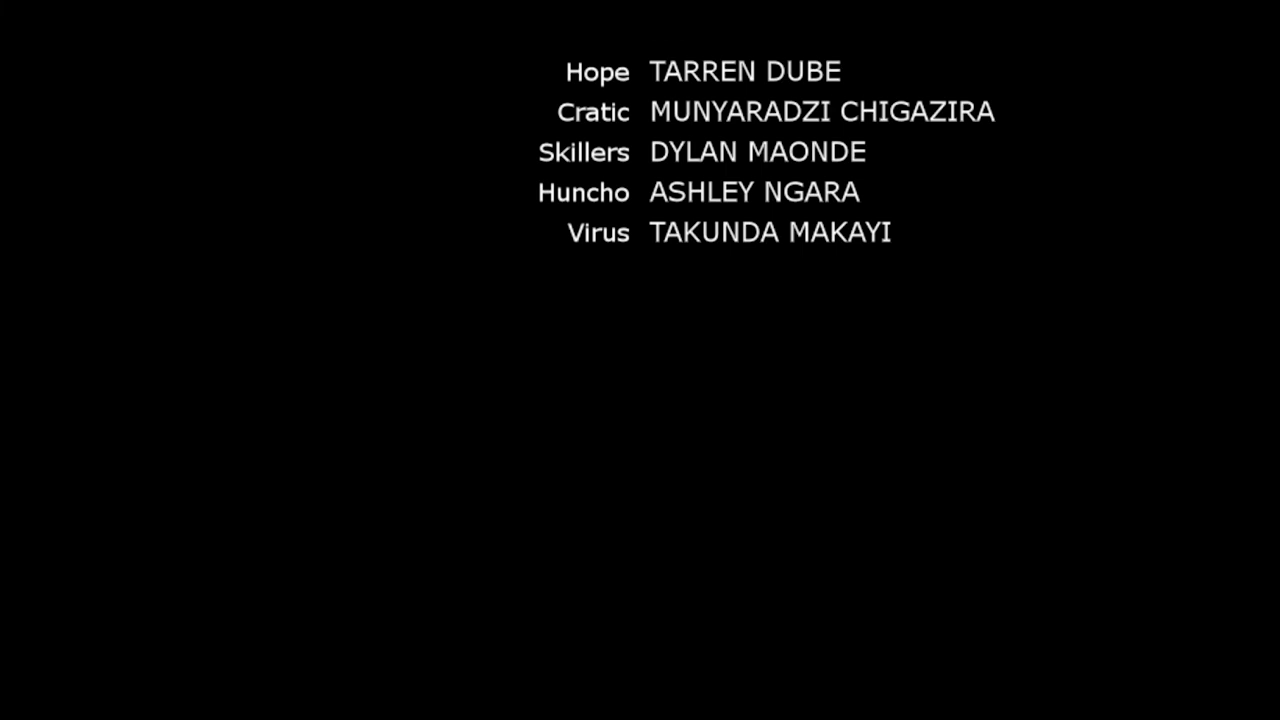 Hope TARREN DUBE
Cratic MUNYARADZI CHIGAZIRA
Skillers DYLAN MAONDE
Huncho ASHLEY NGARA
Virus TAKUNDA MAKAYI